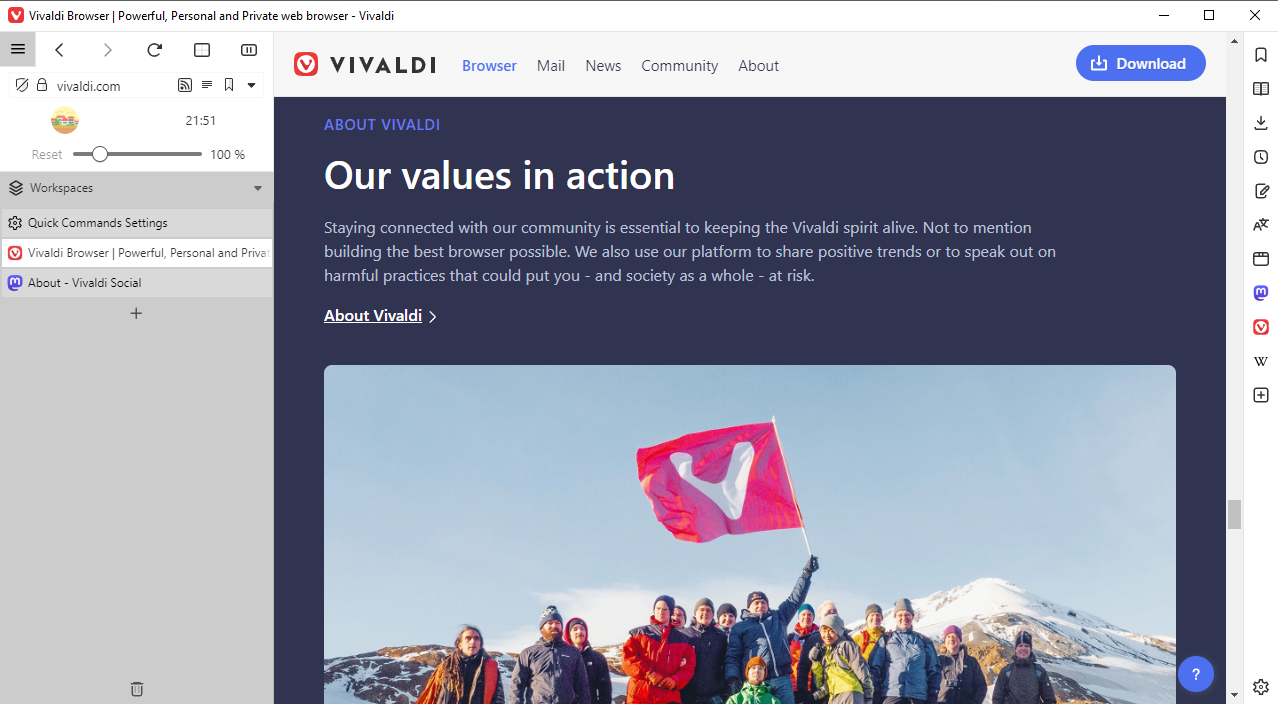 Vivaldi Browser | Powerful, Personal and Private web browser - Vivaldi
vivaldi.com
21:51
Reset 100 %
Workspaces
Quick Commands Settings
Vivaldi Browser | Powerful, Personal and Privat
About - Vivaldi Social
VIVALDI Browser Mail News Community About Download
ABOUT VIVALDI
Our values in action
Staying connected with our community is essential to keeping the Vivaldi spirit alive. Not to mention
building the best browser possible. We also use our platform to share positive trends or to speak out on
harmful practices that could put you - and society as a whole - at risk.
About Vivaldi
W
?